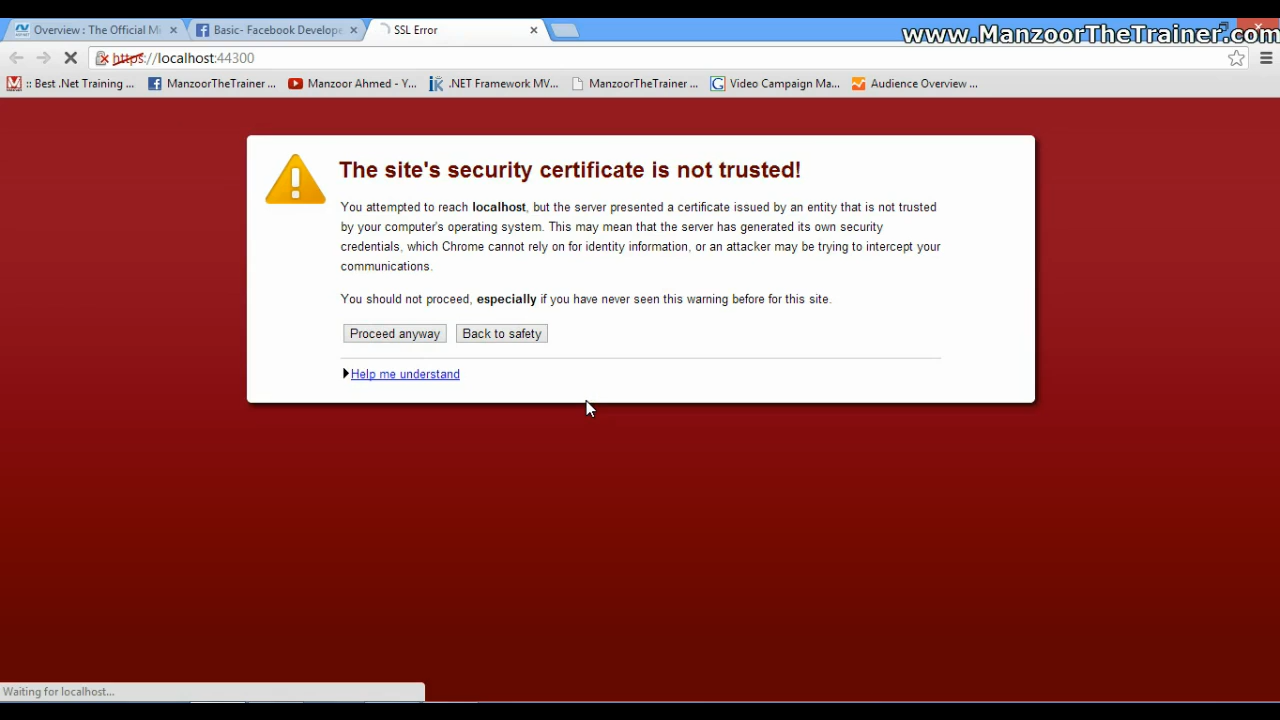 Overview : The Official Mi
Basic- Facebook Develope
SSL Error
www.ManzoorTheTrainer.com
https://localhost:44300
:: Best .Net Training ...
ManzoorTheTrainer ...
Manzoor Ahmed - Y...
.NET Framework MV...
ManzoorTheTrainer ...
Video Campaign Ma...
Audience Overview ...
The site's security certificate is not trusted!
You attempted to reach localhost, but the server presented a certificate issued by an entity that is not trusted
by your computer's operating system. This may mean that the server has generated its own security
credentials, which Chrome cannot rely on for identity information, or an attacker may be trying to intercept your
communications.
You should not proceed, especially if you have never seen this warning before for this site.
Proceed anyway
Back to safety
Help me understand
Waiting for localhost...